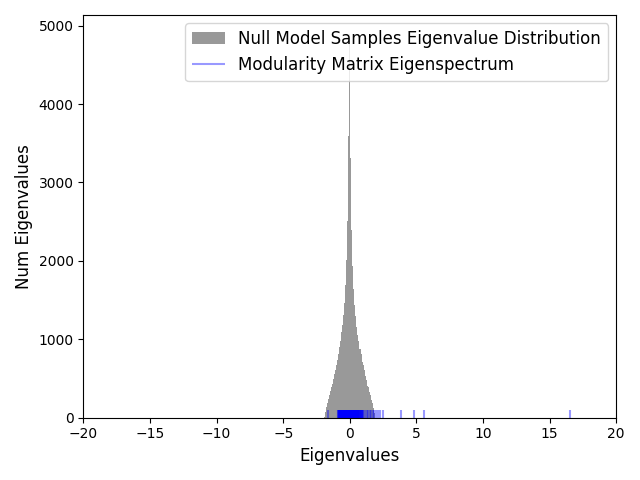 Null Model Samples Eigenvalue Distribution
Modularity Matrix Eigenspectrum
Num Eigenvalues
5000
4000
3000
2000
1000
0
−20 −15 −10 −5 0 5 10 15 20
Eigenvalues